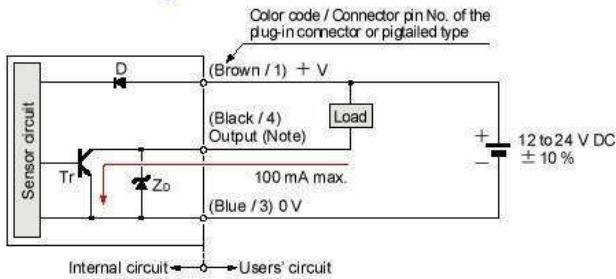 Color code / Connector pin No. of the
plug-in connector or pigtailed type
D
(Brown / 1) + V
(Black / 4)
Output (Note)
Load
Sensor circuit
Tr
ZD
100 mA max.
+
−
12 to 24 V DC
± 10 %
(Blue / 3) 0 V
Internal circuit
Users' circuit